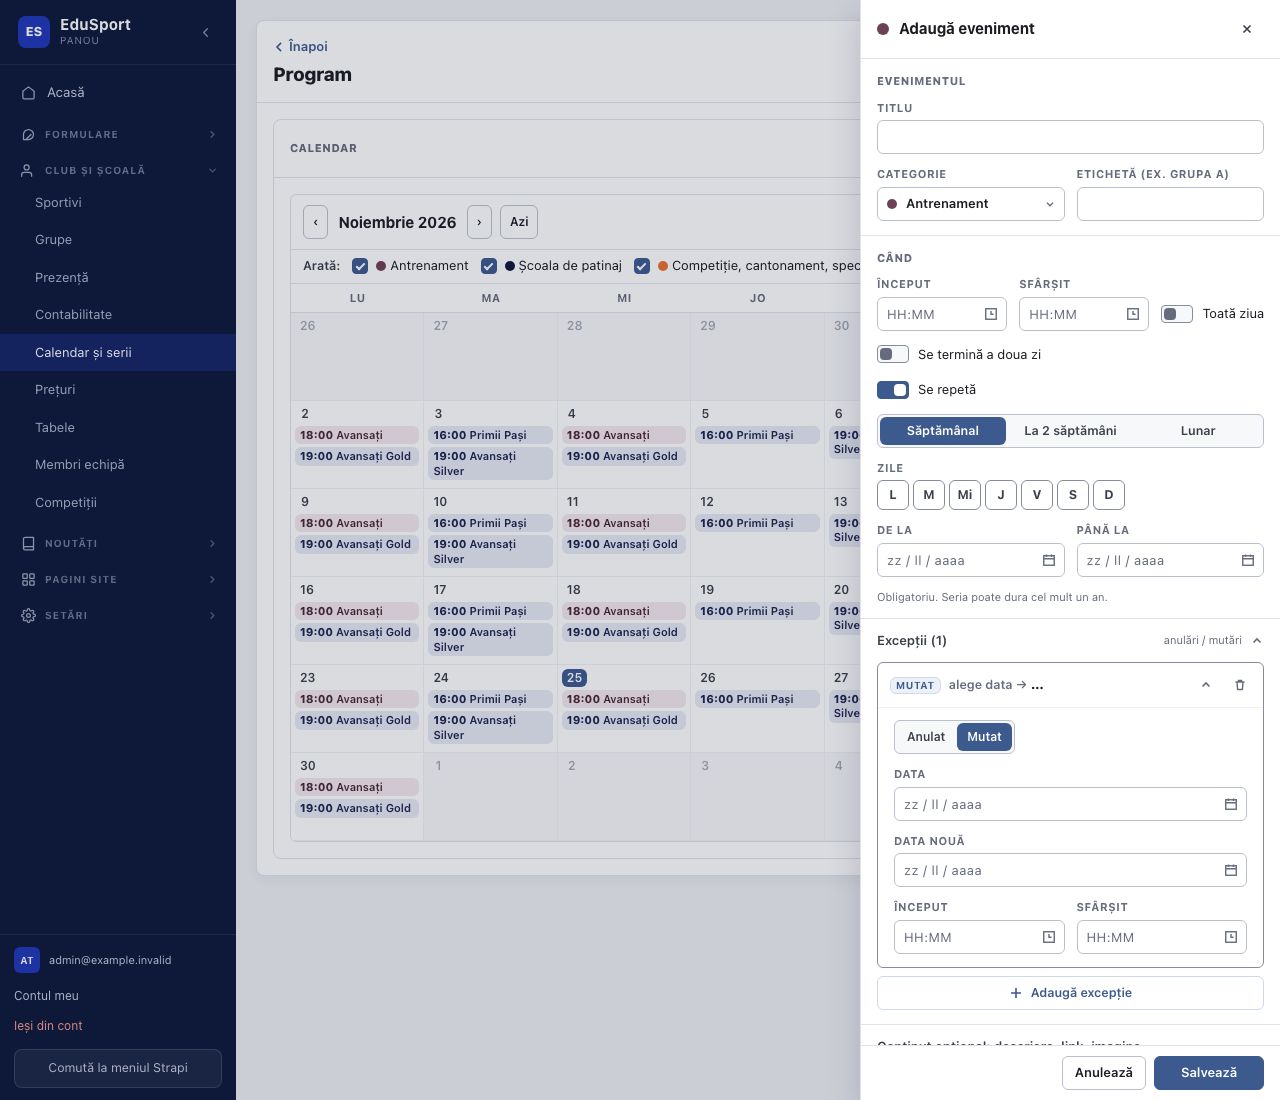 ES
EduSport
PANOU
Acasă
FORMULARE
CLUB ȘI ȘCOALĂ
Sportivi
Grupe
Prezență
Contabilitate
Calendar și serii
Prețuri
Tabele
Membri echipă
Competiții
NOUTĂȚI
PAGINI SITE
SETĂRI
AT admin@example.invalid
Contul meu
Ieși din cont
Comută la meniul Strapi
Înapoi
Program
CALENDAR
‹ Noiembrie 2026 › Azi
Arată: Antrenament Școala de patinaj Competiție, cantonament, spec
LU MA MI JO
26 27 28 29 30
2 3 4 5 6
18:00 Avansați 16:00 Primii Pași 18:00 Avansați 16:00 Primii Pași 19:0
19:00 Avansați Gold 19:00 Avansați 19:00 Avansați Gold Silve
Silver
9 10 11 12 13
18:00 Avansați 16:00 Primii Pași 18:00 Avansați 16:00 Primii Pași 19:0
19:00 Avansați Gold 19:00 Avansați 19:00 Avansați Gold Silve
Silver
16 17 18 19 20
18:00 Avansați 16:00 Primii Pași 18:00 Avansați 16:00 Primii Pași 19:0
19:00 Avansați Gold 19:00 Avansați 19:00 Avansați Gold Silve
Silver
23 24 25 26 27
18:00 Avansați 16:00 Primii Pași 18:00 Avansați 16:00 Primii Pași 19:0
19:00 Avansați Gold 19:00 Avansați 19:00 Avansați Gold Silve
Silver
30 1 2 3 4
18:00 Avansați
19:00 Avansați Gold
Adaugă eveniment
EVENIMENTUL
TITLU
CATEGORIE ETICHETĂ (EX. GRUPA A)
Antrenament
CÂND
ÎNCEPUT SFÂRȘIT
HH:MM HH:MM Toată ziua
Se termină a doua zi
Se repetă
Săptămânal La 2 săptămâni Lunar
ZILE
L M Mi J V S D
DE LA PÂNĂ LA
zz / ll / aaaa zz / ll / aaaa
Obligatoriu. Seria poate dura cel mult un an.
Excepții (1) anulări / mutări
MUTAT alege data → ...
Anulat Mutat
DATA
zz / ll / aaaa
DATA NOUĂ
zz / ll / aaaa
ÎNCEPUT SFÂRȘIT
HH:MM HH:MM
+ Adaugă excepție
Anulează Salvează